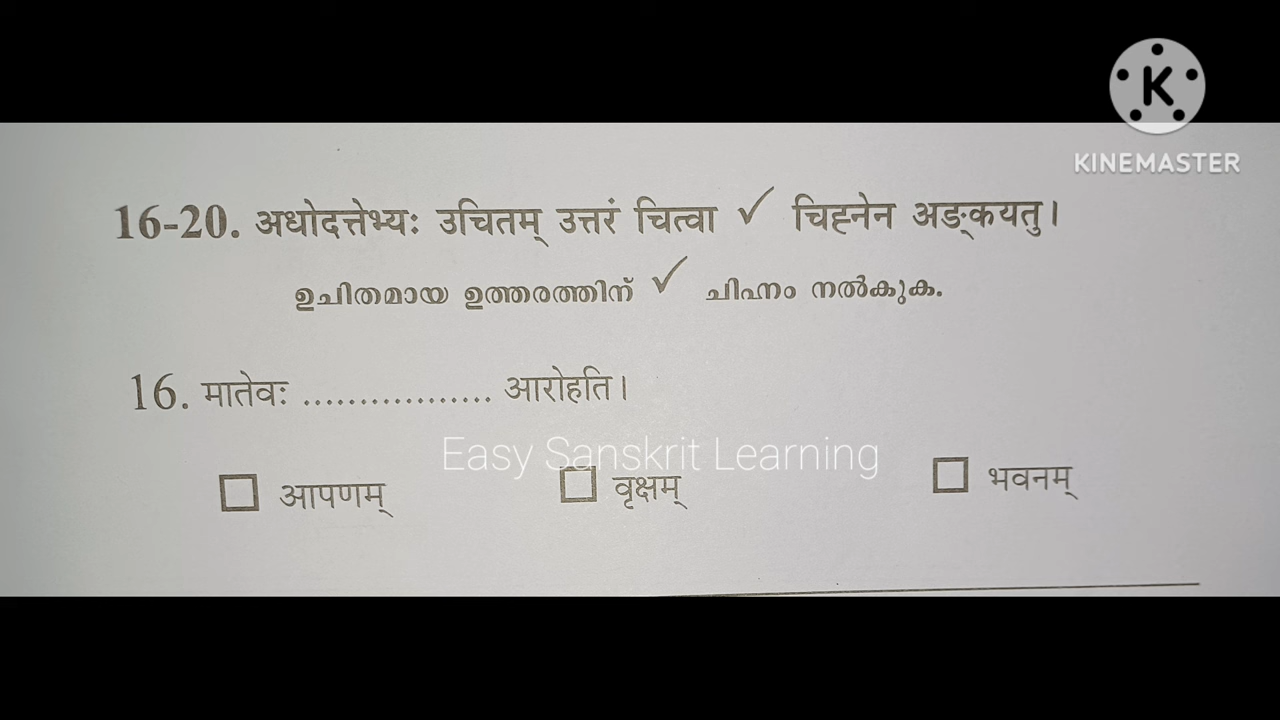 K
KINEMASTER
16-20. अधोदत्तेभ्यः उचितम् उत्तरं चित्वा ✓ चिह्नेन अङ्कयतु।
ഉചിതമായ ഉത്തരത്തിന് ✓ ചിഹ്നം നൽകുക.
16. मातेवः ................. आरोहति।
Easy Sanskrit Learning
☐ आपणम् ☐ वृक्षम् ☐ भवनम्